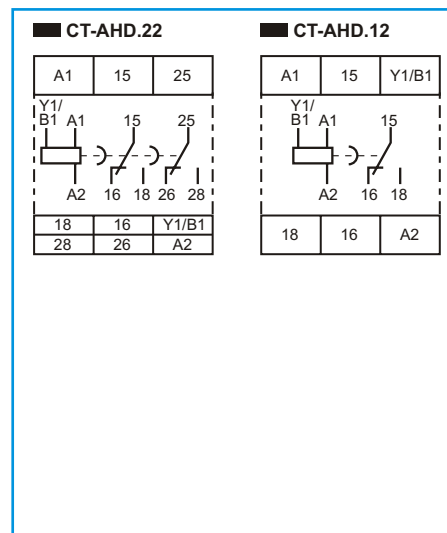 CT-AHD.22
A1 15 25
Y1/
B1 A1 15 25
A2 16 18 26 28
18 16 Y1/B1
28 26 A2
CT-AHD.12
A1 15 Y1/B1
Y1/
B1 A1 15
A2 16 18
18 16 A2